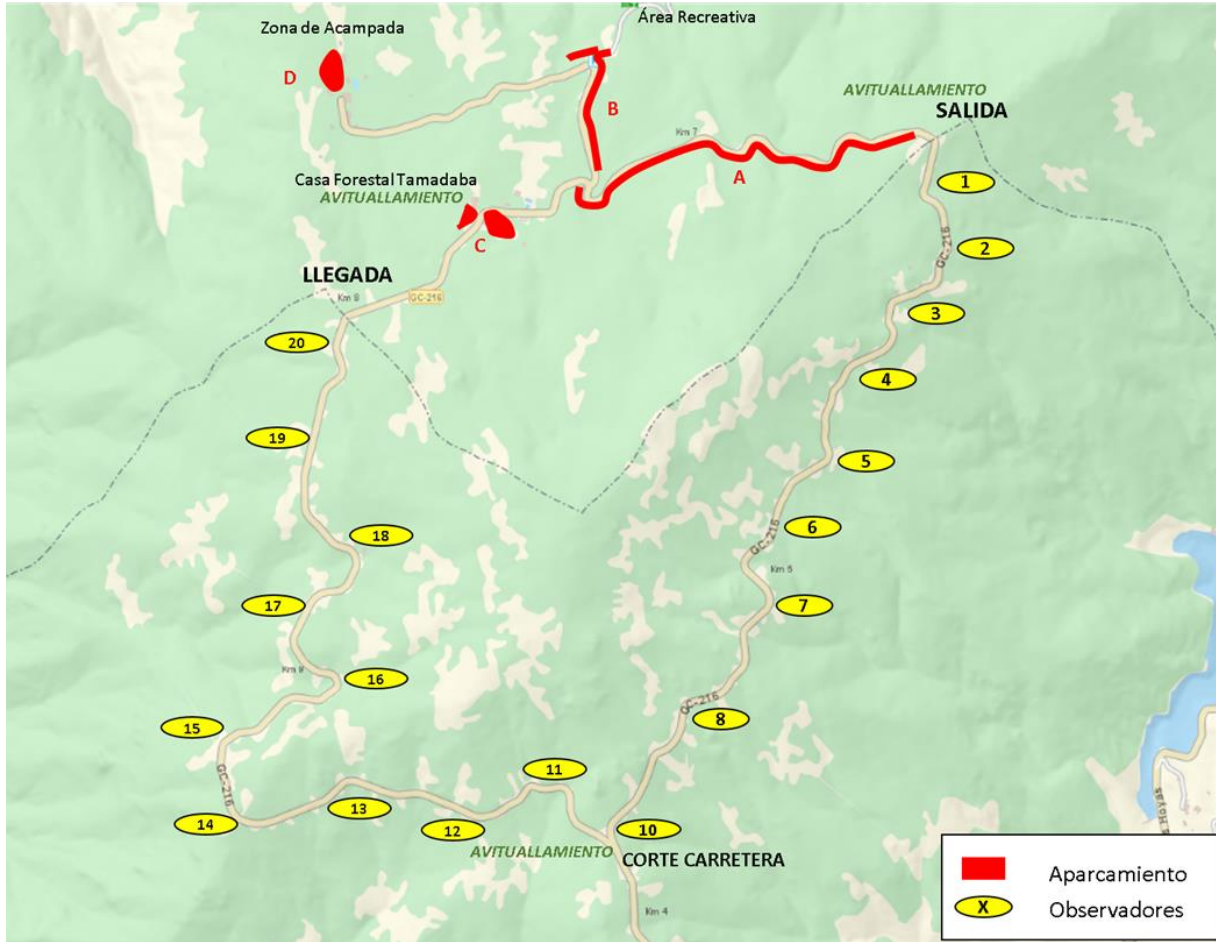 Área Recreativa
Zona de Acampada
D
B
AVITUALLAMIENTO
SALIDA
Km 7
A
1
Casa Forestal Tamadaba
AVITUALLAMIENTO
C
2
GC-216
LLEGADA
Km 8
GC-216
3
20
4
19
5
6
18
GC-216
Km 5
17
7
Km 9
16
GC-216
8
15
11
GC-216
13
14
12
10
AVITUALLAMIENTO
CORTE CARRETERA
Km 4
Aparcamiento
X
Observadores